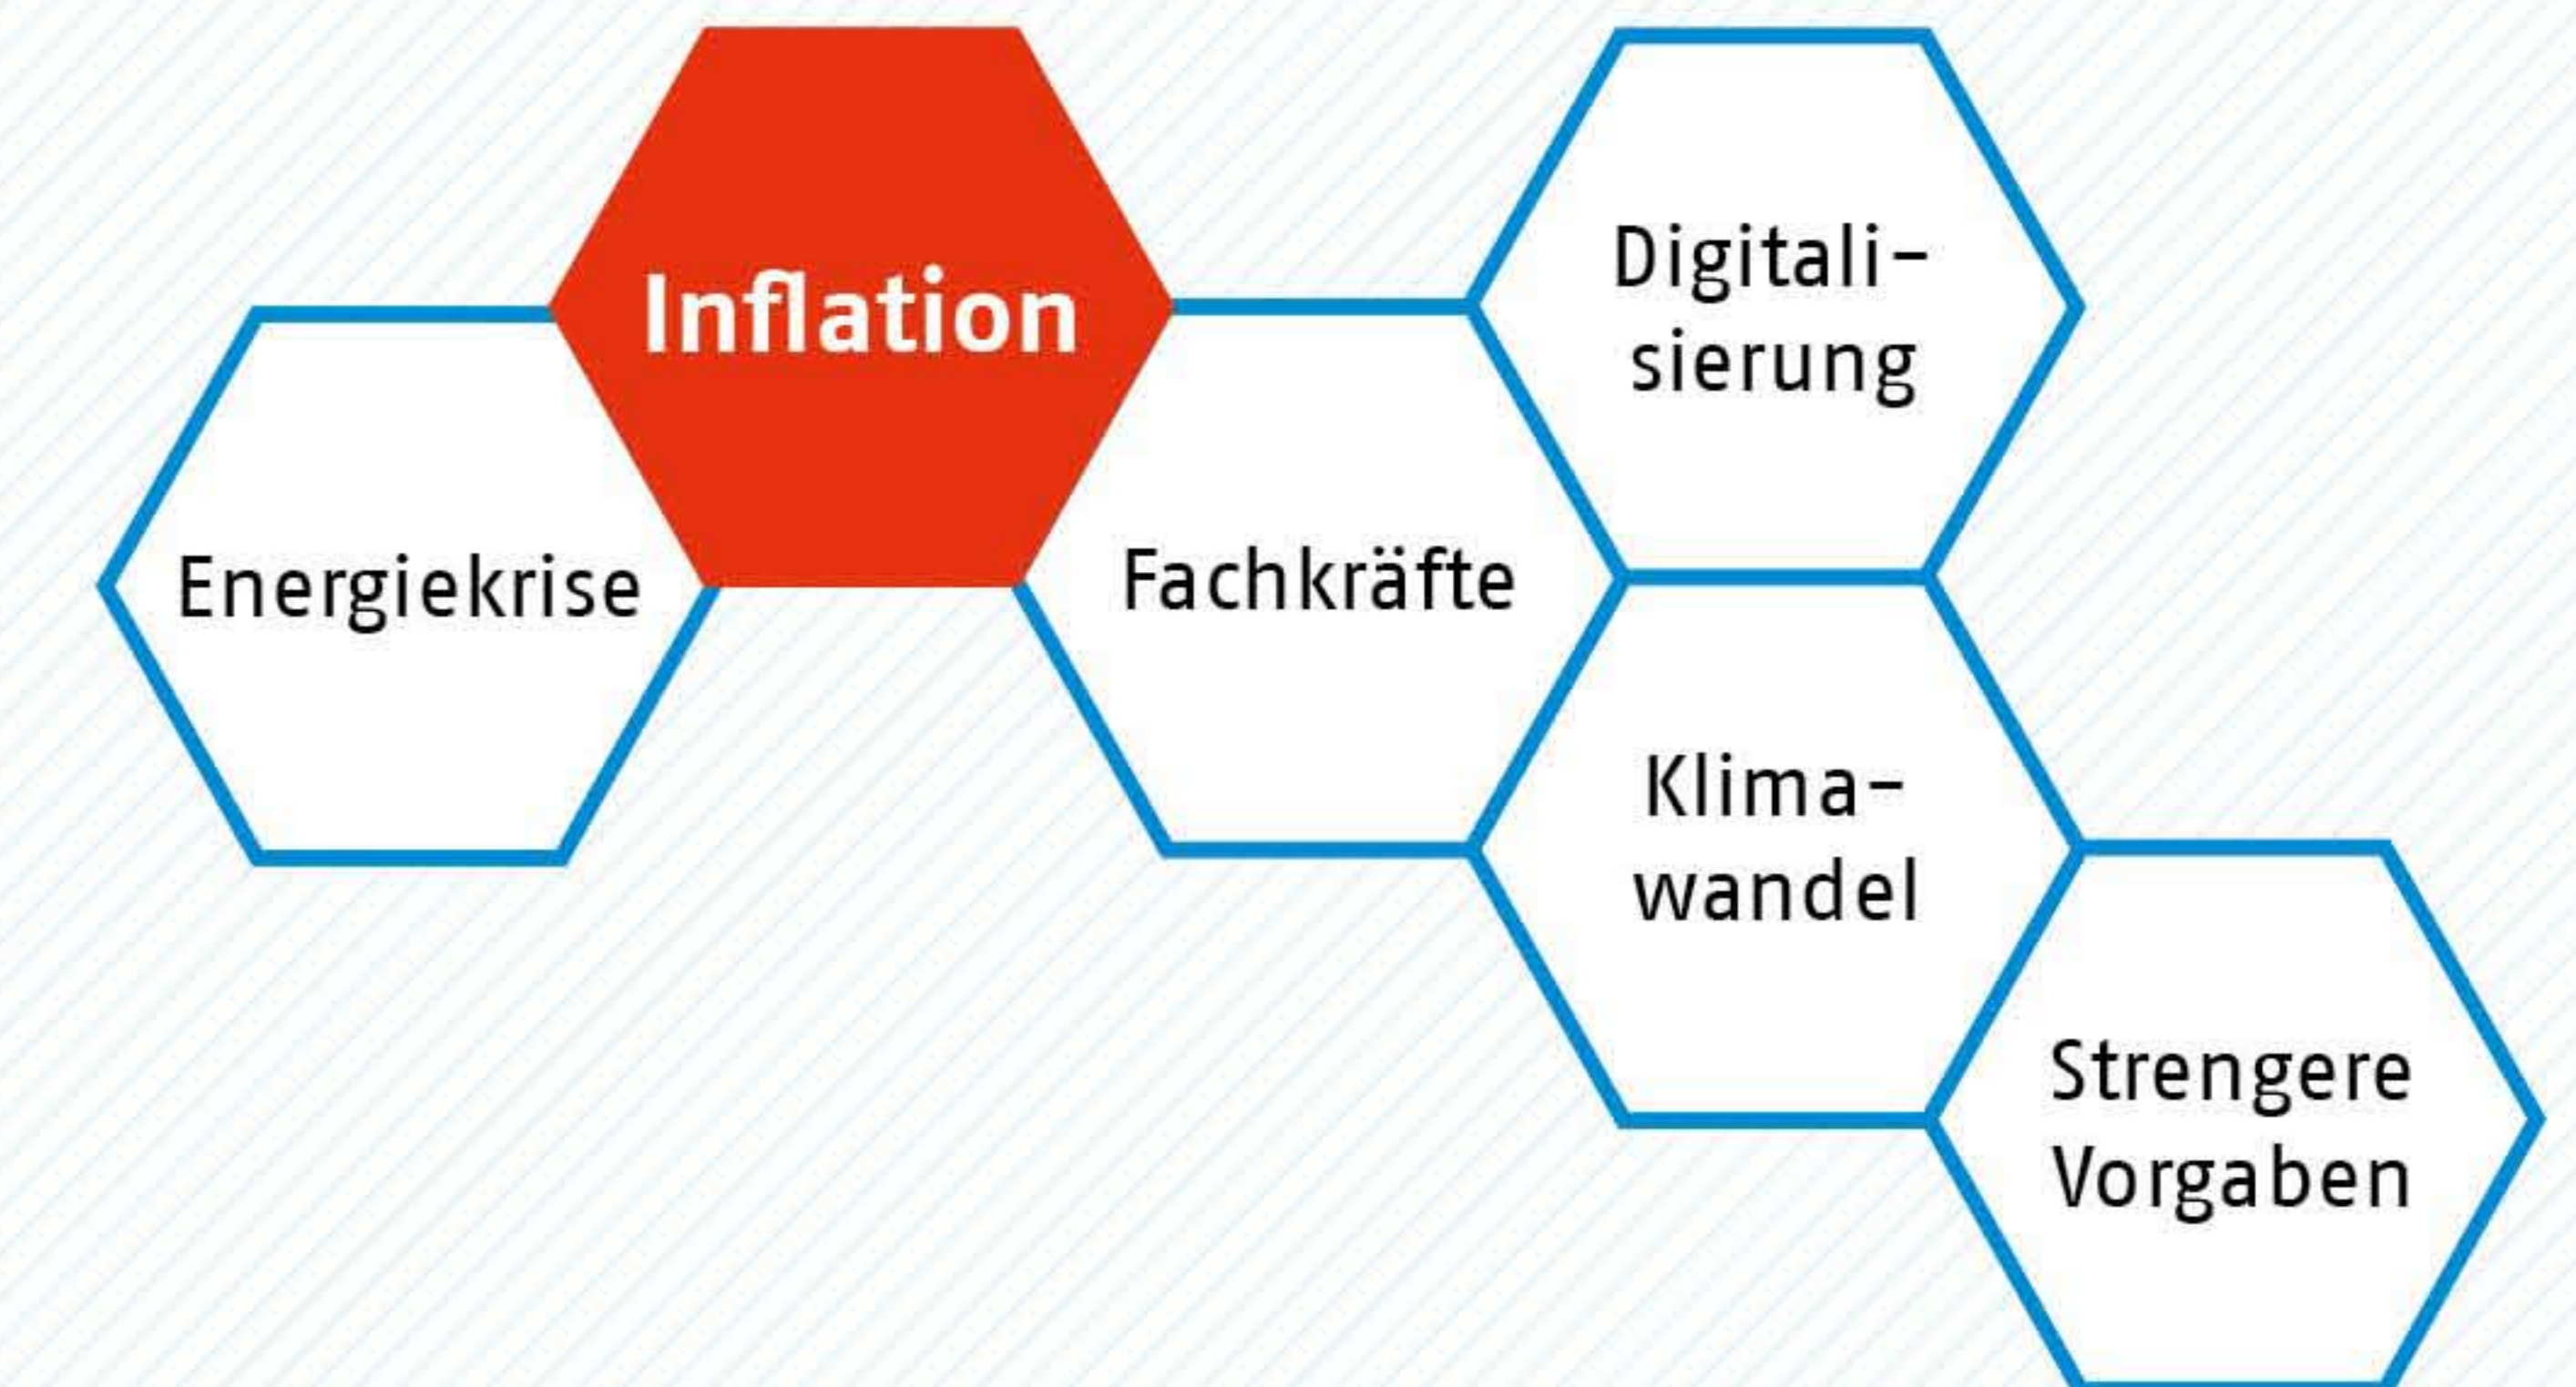 Inflation
Energiekrise
Fachkräfte
Digitali-
sierung
Klima-
wandel
Strengere
Vorgaben